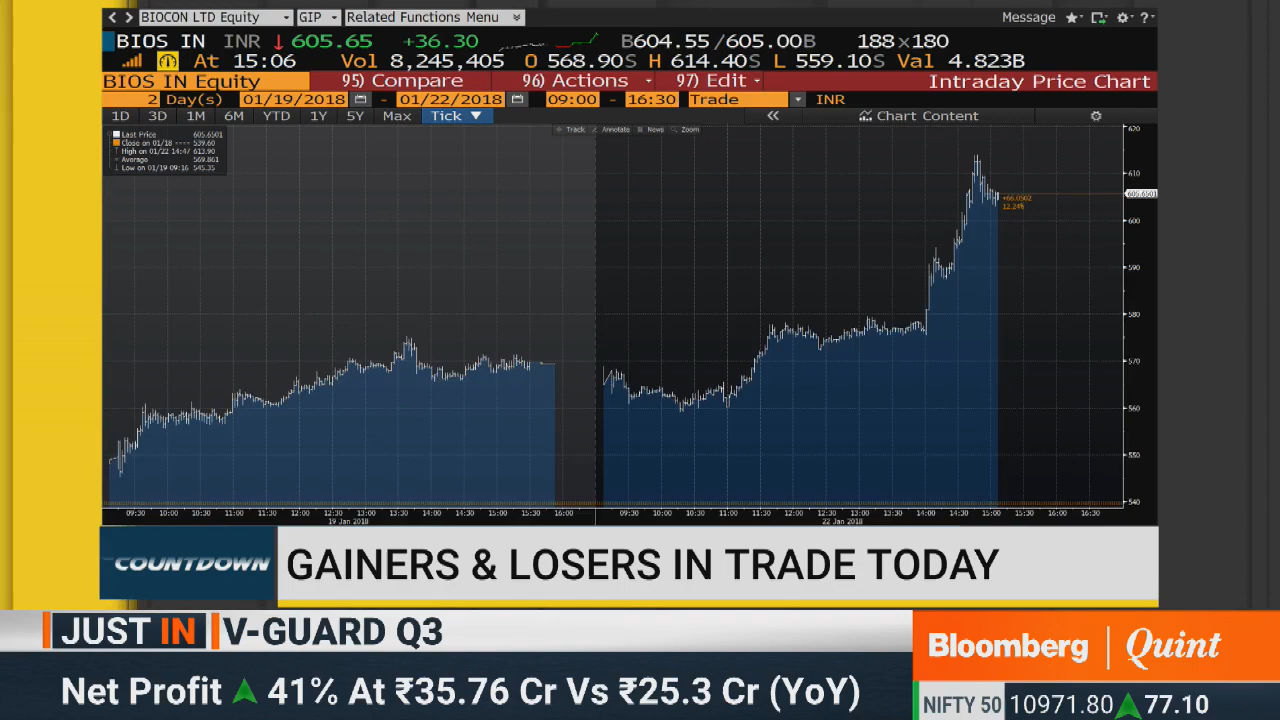 BIOCON LTD Equity GIP Related Functions Menu Message
BIOS IN INR ↓ 605.65 +36.30 B604.55/605.00B 188×180
At 15:06 Vol 8,245,405 O 568.90S H 614.40S L 559.10S Val 4.823B
BIOS IN Equity 95) Compare 96) Actions 97) Edit Intraday Price Chart
2 Day(s) 01/19/2018 - 01/22/2018 09:00 - 16:30 Trade INR
1D 3D 1M 6M YTD 1Y 5Y Max Tick ▼ « Chart Content
Track Annotate News Zoom
Last Price 605.6501
Close on 01/18 ---- 539.60
High on 01/22 14:47 613.90
Average 569.861
Low on 01/19 09:16 545.35
620
610
605.6501
+66.0502
12.24%
600
590
580
570
560
550
540
09:30 10:00 10:30 11:00 11:30 12:00 12:30 13:00 13:30 14:00 14:30 15:00 15:30 16:00 09:30 10:00 10:30 11:00 11:30 12:00 12:30 13:00 13:30 14:00 14:30 15:00 15:30 16:00 16:30
19 Jan 2018 22 Jan 2018
COUNTDOWN
GAINERS & LOSERS IN TRADE TODAY
JUST IN V-GUARD Q3
Net Profit ▲ 41% At ₹35.76 Cr Vs ₹25.3 Cr (YoY)
Bloomberg | Quint
NIFTY 50 10971.80 ▲ 77.10